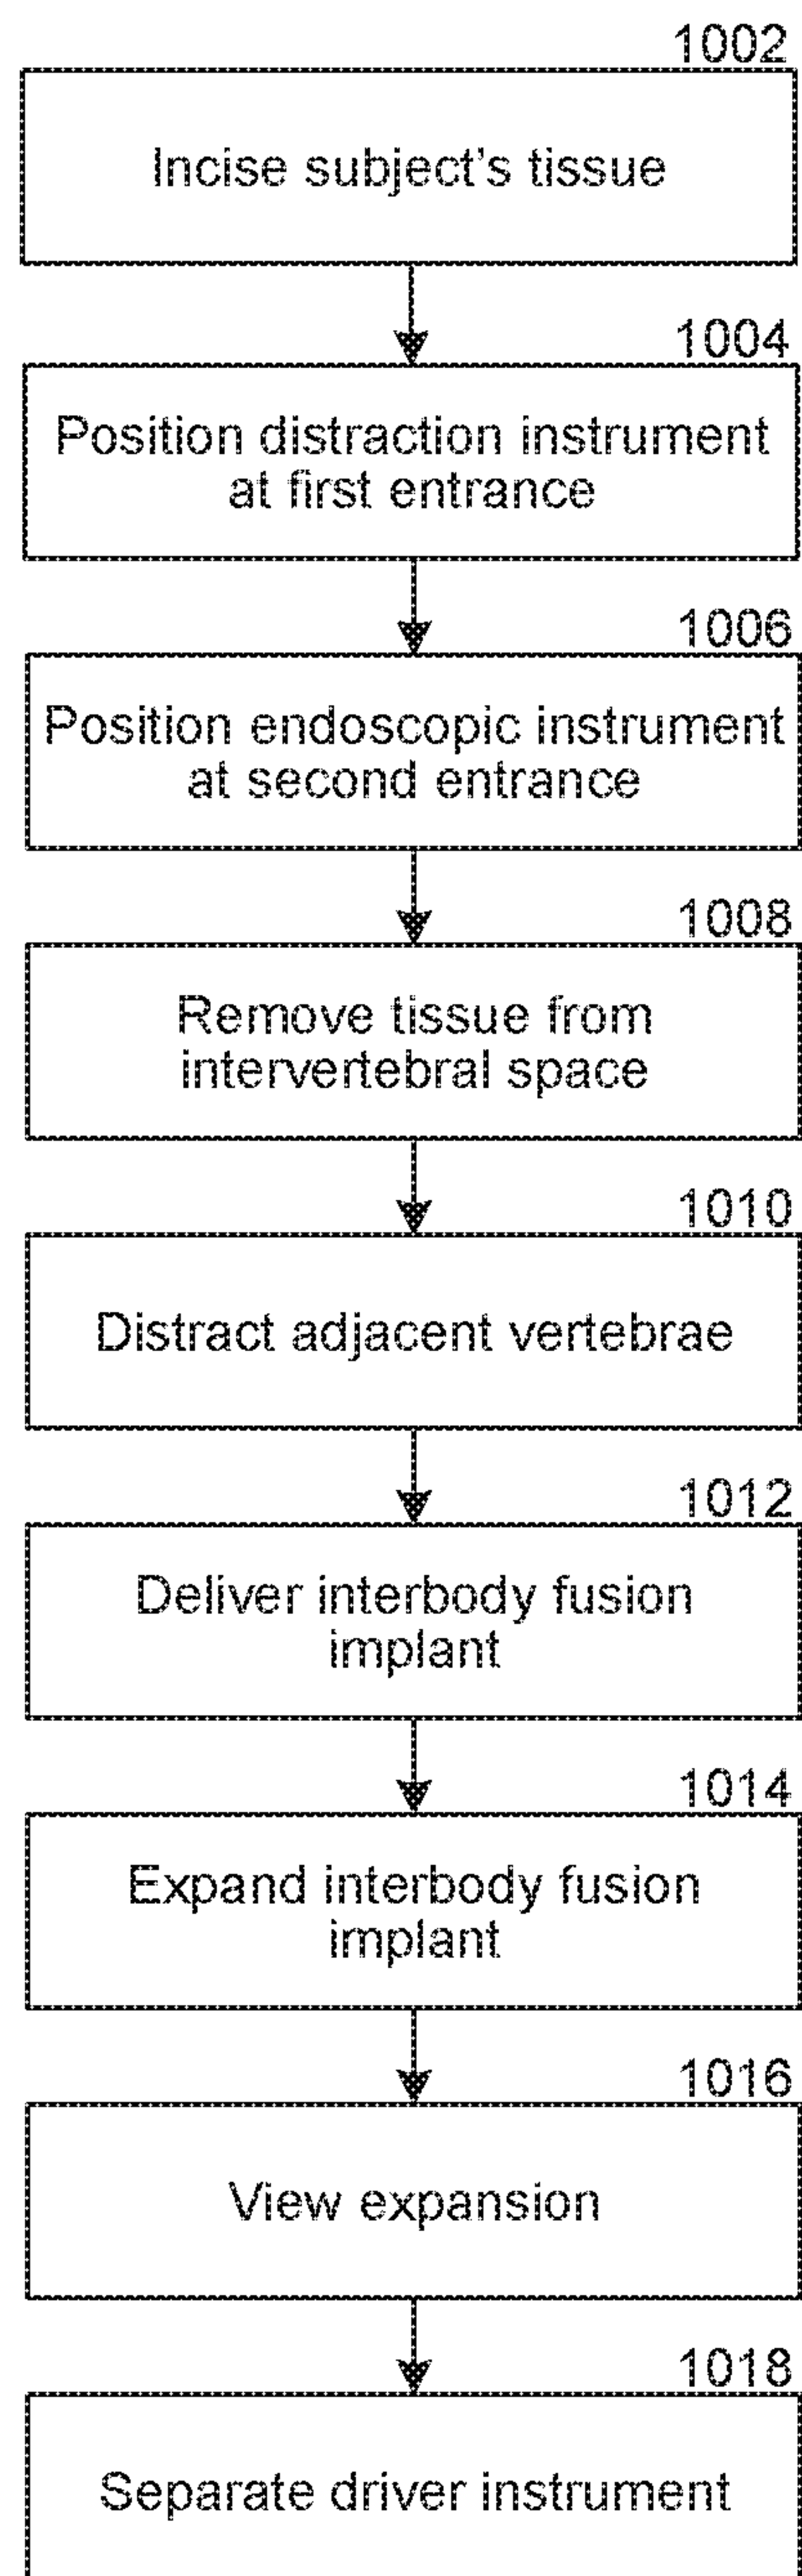 1002
Incise subject's tissue
1004
Position distraction instrument
at first entrance
1006
Position endoscopic instrument
at second entrance
1008
Remove tissue from
intervertebral space
1010
Distract adjacent vertebrae
1012
Deliver interbody fusion
implant
1014
Expand interbody fusion
implant
1016
View expansion
1018
Separate driver instrument